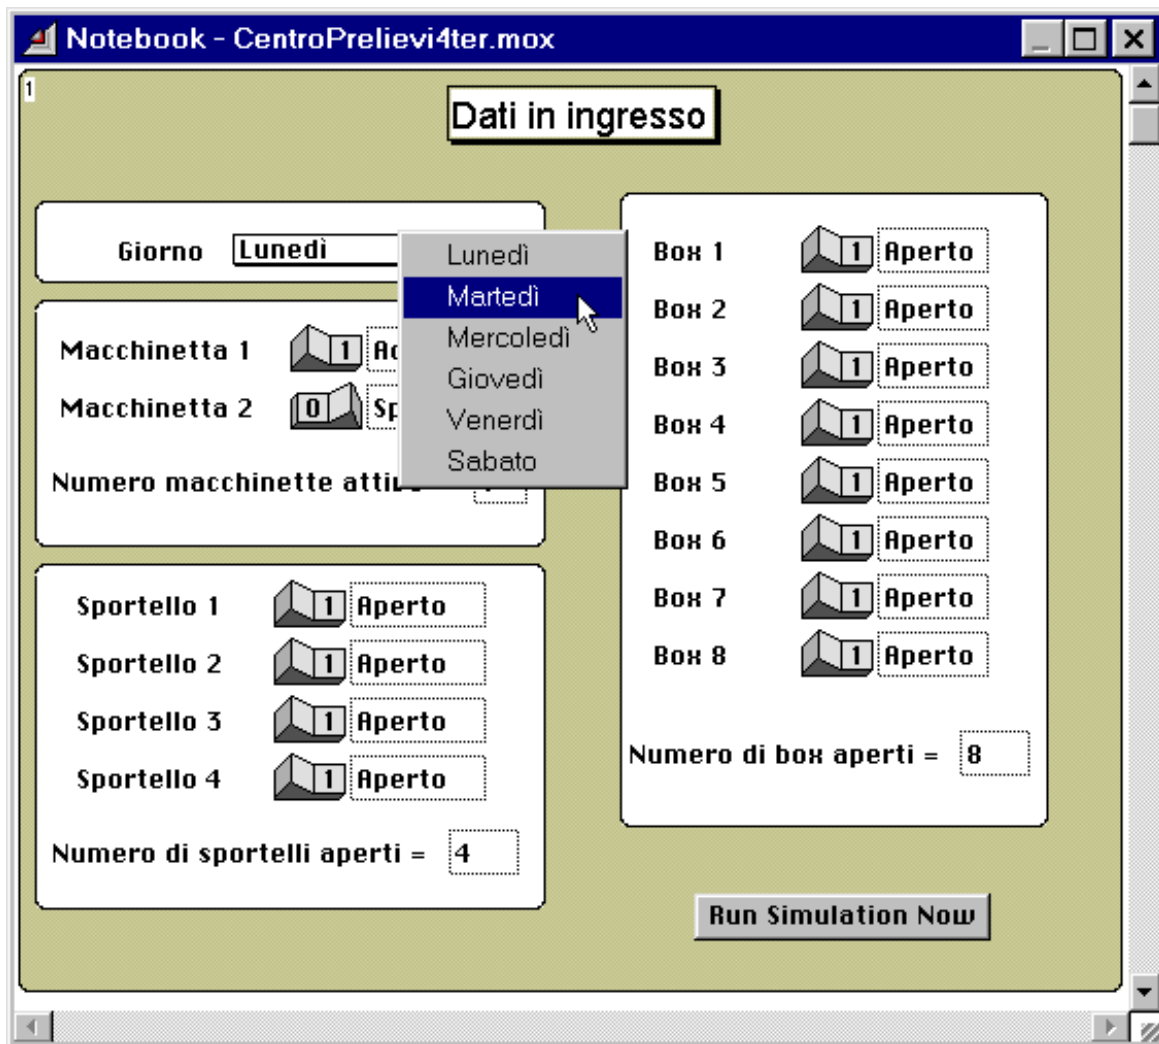 Notebook - CentroPrelievi4ter.mox
1
Dati in ingresso
Giorno Lunedì
Lunedì
Martedì
Mercoledì
Giovedì
Venerdì
Sabato
Macchinetta 1 1
Macchinetta 2 0
Numero macchinette
Sportello 1 1 Aperto
Sportello 2 1 Aperto
Sportello 3 1 Aperto
Sportello 4 1 Aperto
Numero di sportelli aperti = 4
Box 1 1 Aperto
Box 2 1 Aperto
Box 3 1 Aperto
Box 4 1 Aperto
Box 5 1 Aperto
Box 6 1 Aperto
Box 7 1 Aperto
Box 8 1 Aperto
Numero di box aperti = 8
Run Simulation Now